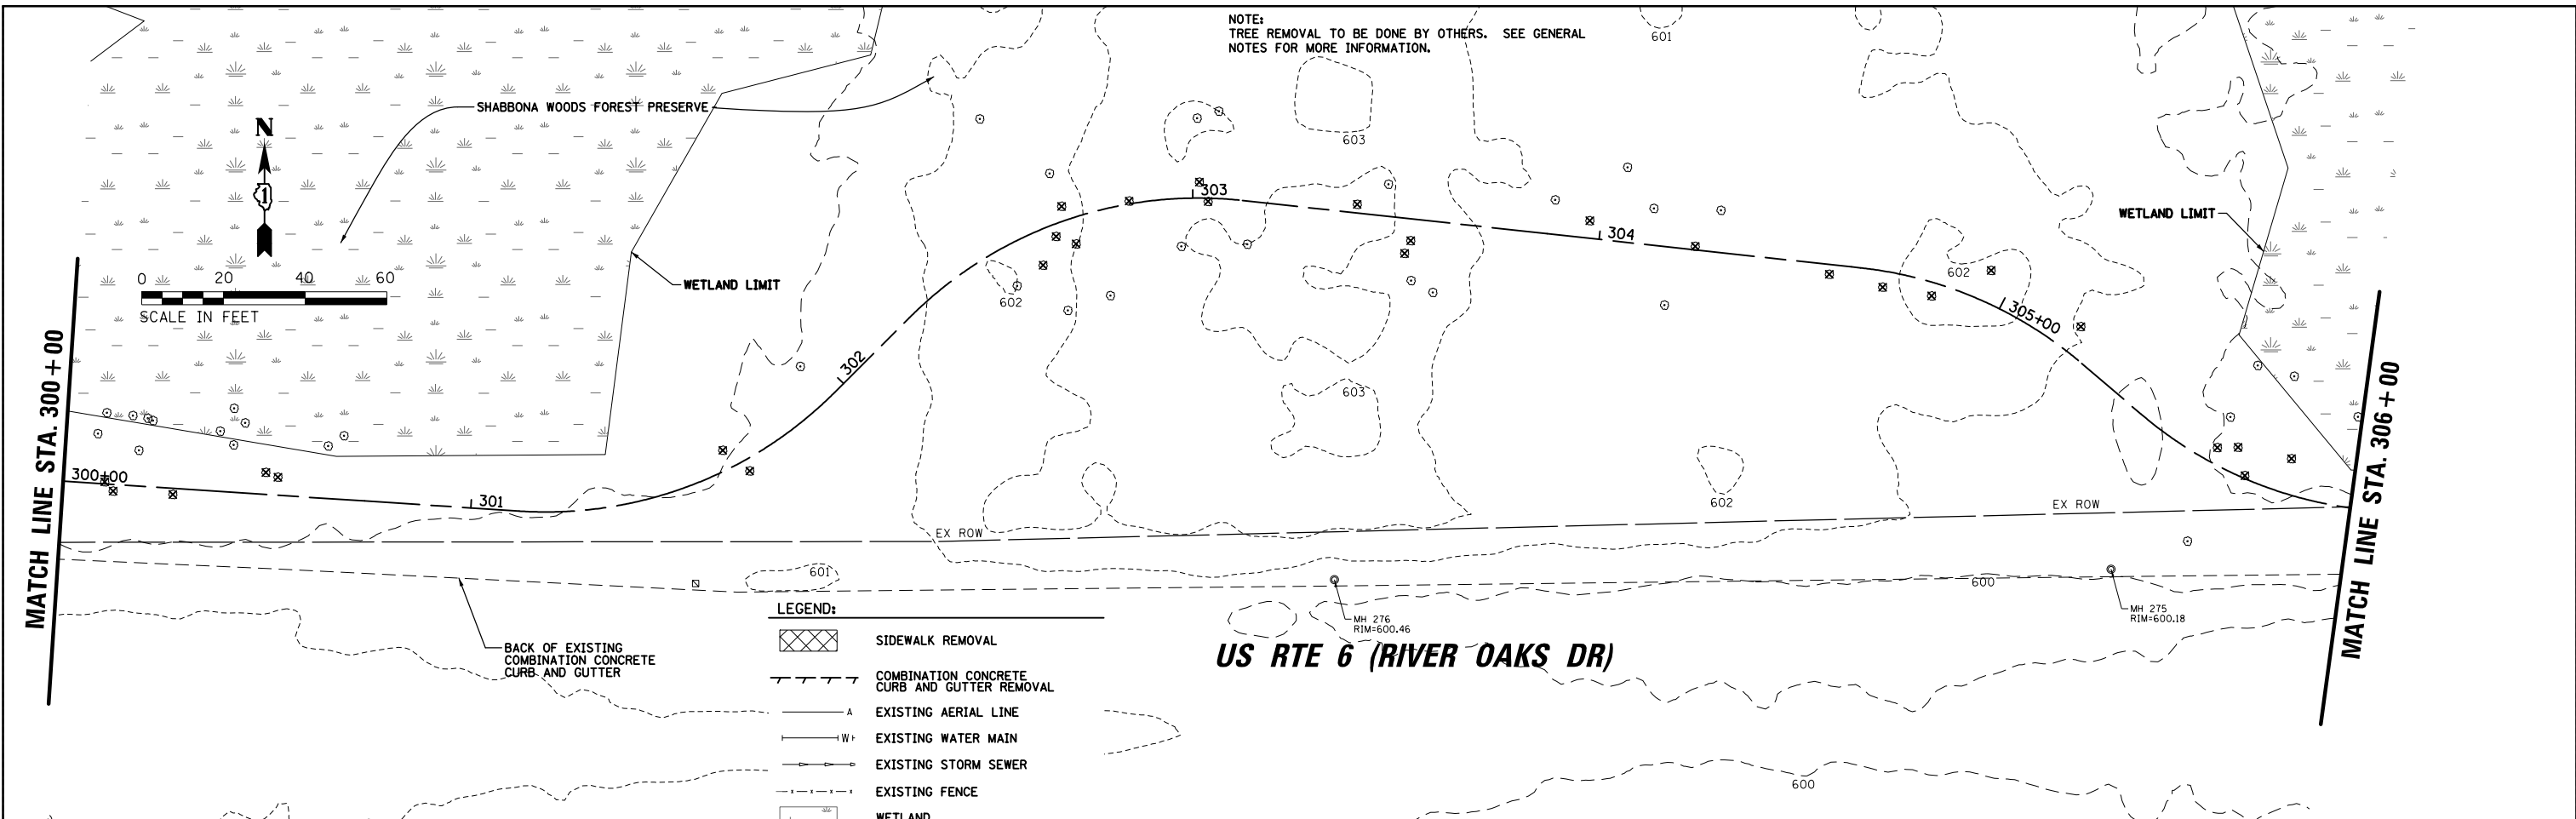 NOTE:
TREE REMOVAL TO BE DONE BY OTHERS. SEE GENERAL
NOTES FOR MORE INFORMATION.
601
SHABBONA WOODS FOREST PRESERVE
N
1
603
303
304
WETLAND LIMIT
WETLAND LIMIT
0 20 40 60
SCALE IN FEET
602
602
305+00
302
603
MATCH LINE STA. 300+00
MATCH LINE STA. 306+00
300+00
301
602
EX ROW
EX ROW
601
600
MH 276
RIM=600.46
MH 275
RIM=600.18
BACK OF EXISTING
COMBINATION CONCRETE
CURB AND GUTTER
US RTE 6 (RIVER OAKS DR)
LEGEND:
SIDEWALK REMOVAL
COMBINATION CONCRETE
CURB AND GUTTER REMOVAL
A EXISTING AERIAL LINE
W EXISTING WATER MAIN
EXISTING STORM SEWER
EXISTING FENCE
WETLAND
600